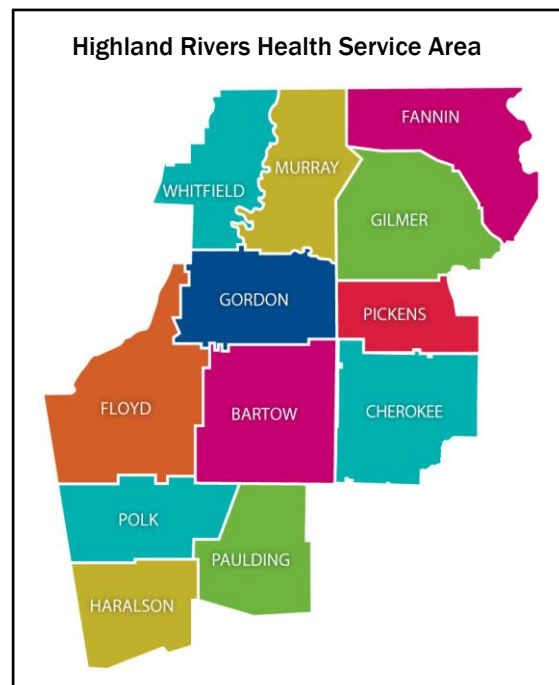 Highland Rivers Health Service Area
FANNIN
MURRAY
WHITFIELD
GILMER
GORDON
PICKENS
FLOYD
BARTOW
CHEROKEE
POLK
PAULDING
HARALSON